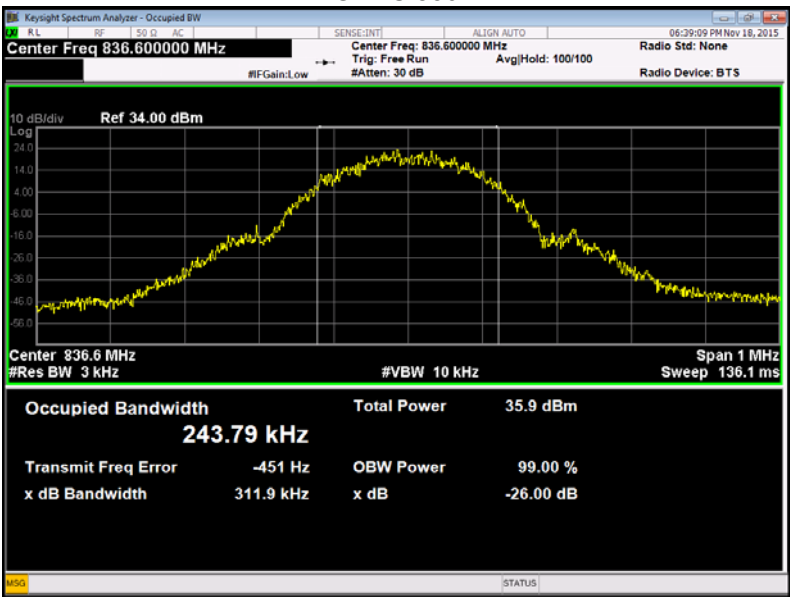 Keysight Spectrum Analyzer - Occupied BW
LXI RL RF 50 Ω AC SENSE:INT ALIGN AUTO 06:39:09 PM Nov 18, 2015
Center Freq 836.600000 MHz Center Freq: 836.600000 MHz Radio Std: None
Trig: Free Run Avg|Hold: 100/100
#IFGain:Low #Atten: 30 dB Radio Device: BTS
10 dB/div Ref 34.00 dBm
Log
24.0
14.0
4.00
-6.00
-16.0
-26.0
-36.0
-46.0
-56.0
Center 836.6 MHz Span 1 MHz
#Res BW 3 kHz #VBW 10 kHz Sweep 136.1 ms
Occupied Bandwidth Total Power 35.9 dBm
243.79 kHz
Transmit Freq Error -451 Hz OBW Power 99.00 %
x dB Bandwidth 311.9 kHz x dB -26.00 dB
MSG STATUS